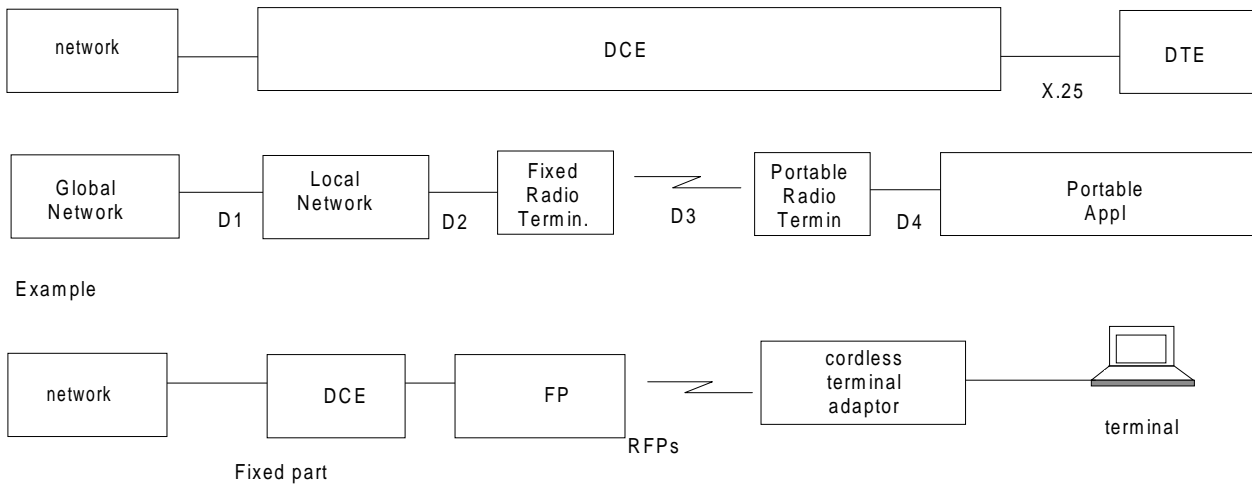 network
DCE
DTE
X.25
Global
Network
D1
Local
Network
D2
Fixed
Radio
Termin.
D3
Portable
Radio
Termin
D4
Portable
Appl
Example
network
DCE
FP
RFPs
cordless
terminal
adaptor
terminal
Fixed part